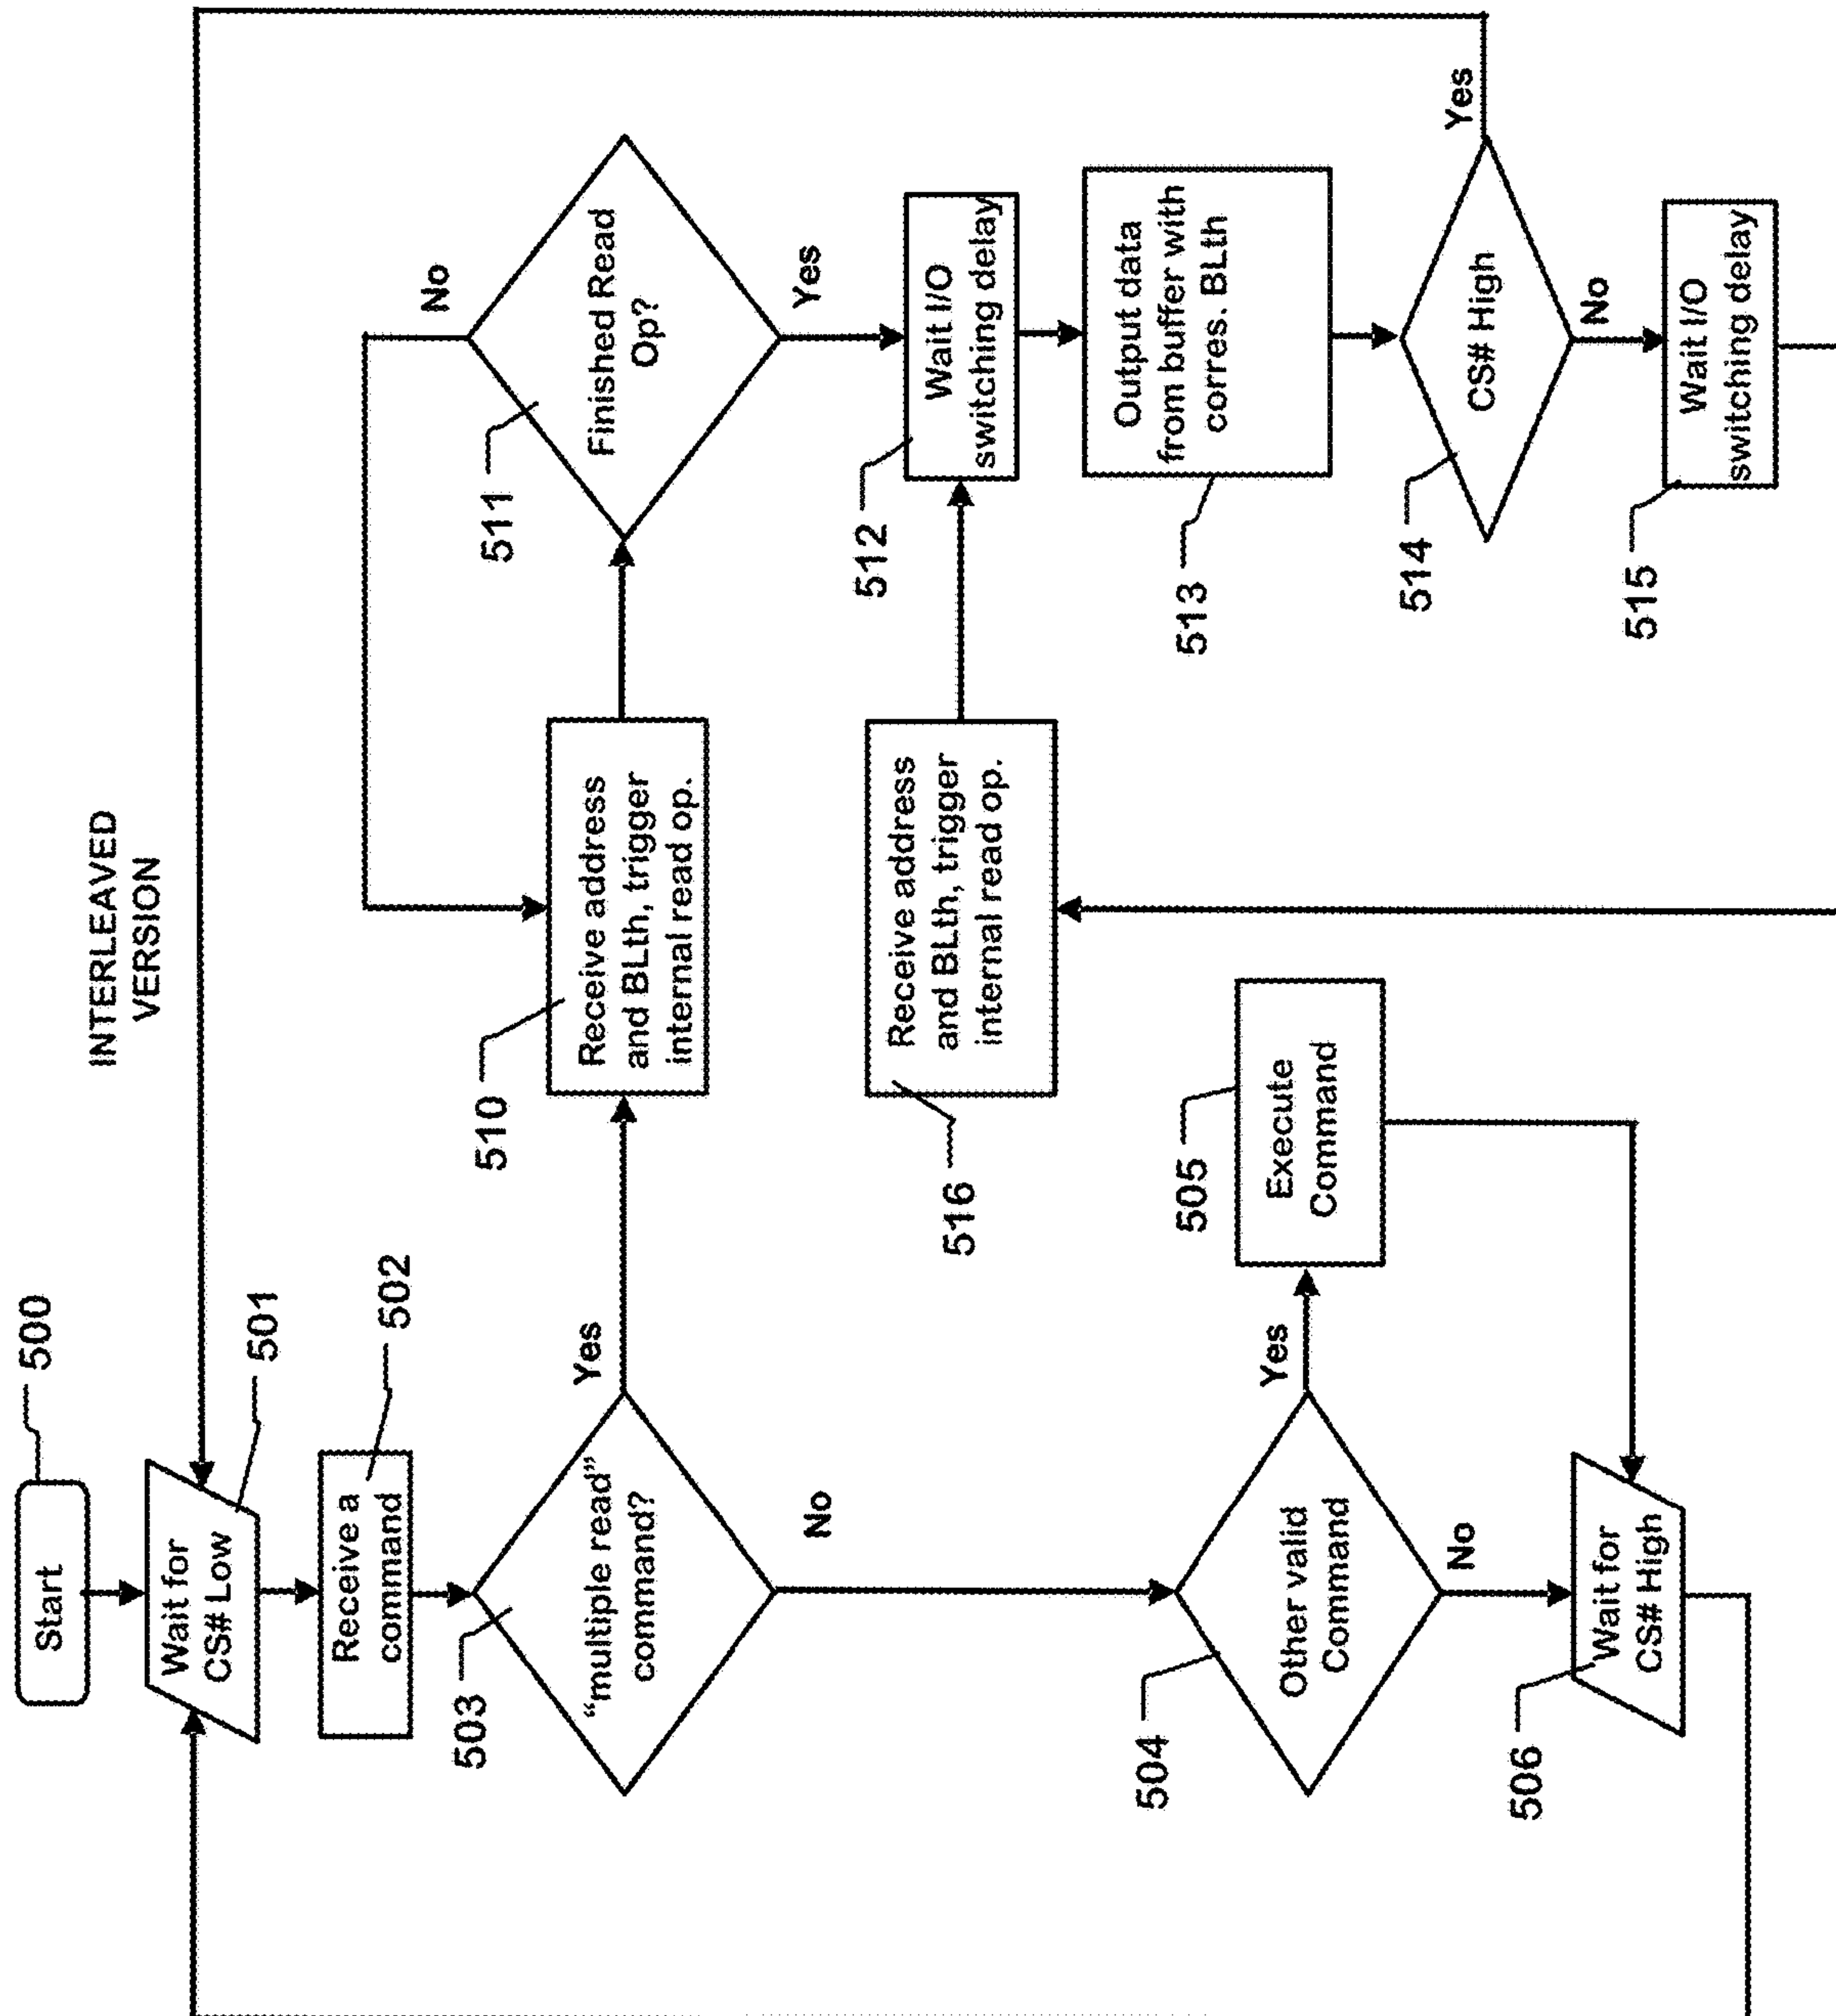 INTERLEAVED
VERSION
Start
500
Wait for
CS# Low
501
Receive a
command
502
"multiple read"
command?
503
Yes
No
Other valid
Command
504
Yes
No
Execute
Command
505
Wait for
CS# High
506
Receive address
and BLth, trigger
internal read op.
510
Finished Read
Op?
511
No
Yes
Wait I/O
switching delay
512
Output data
from buffer with
corres. BLth
513
CS# High
514
Yes
No
Wait I/O
switching delay
515
Receive address
and BLth, trigger
internal read op.
516